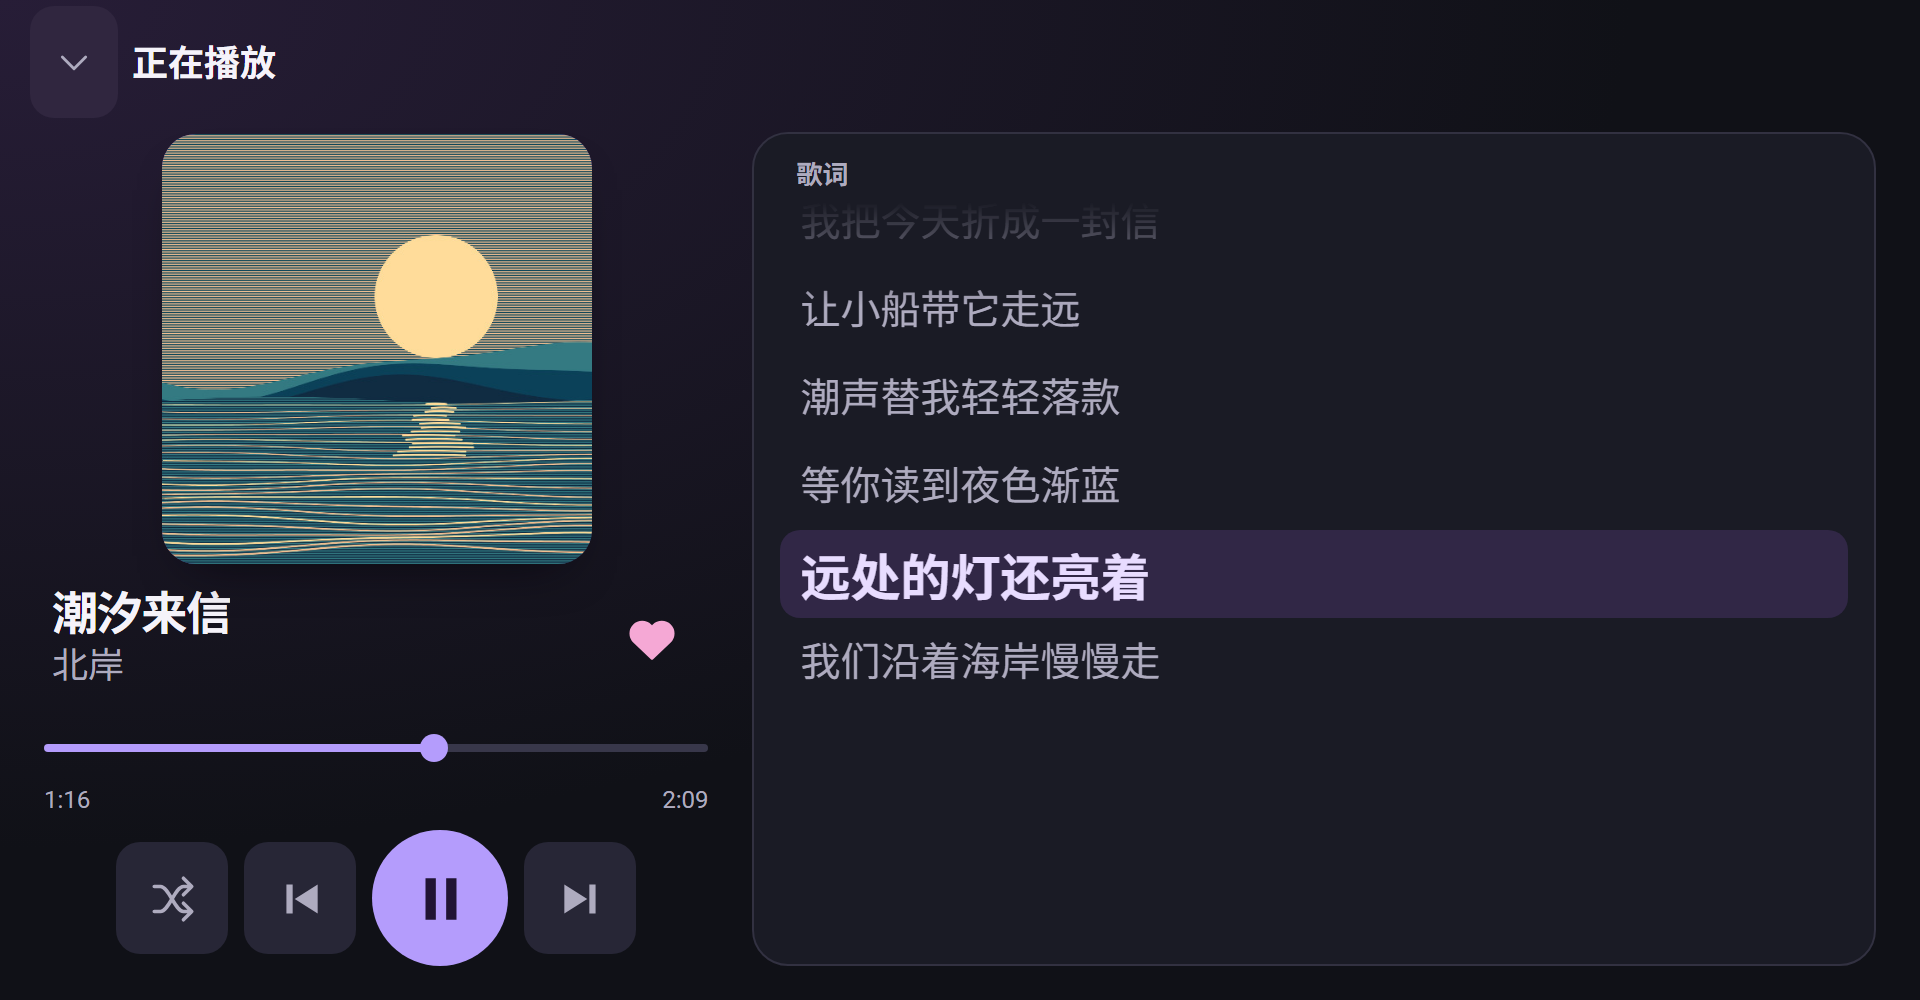 正在播放
潮汐来信
北岸
1:16
2:09
歌词
我把今天折成一封信
让小船带它走远
潮声替我轻轻落款
等你读到夜色渐蓝
远处的灯还亮着
我们沿着海岸慢慢走